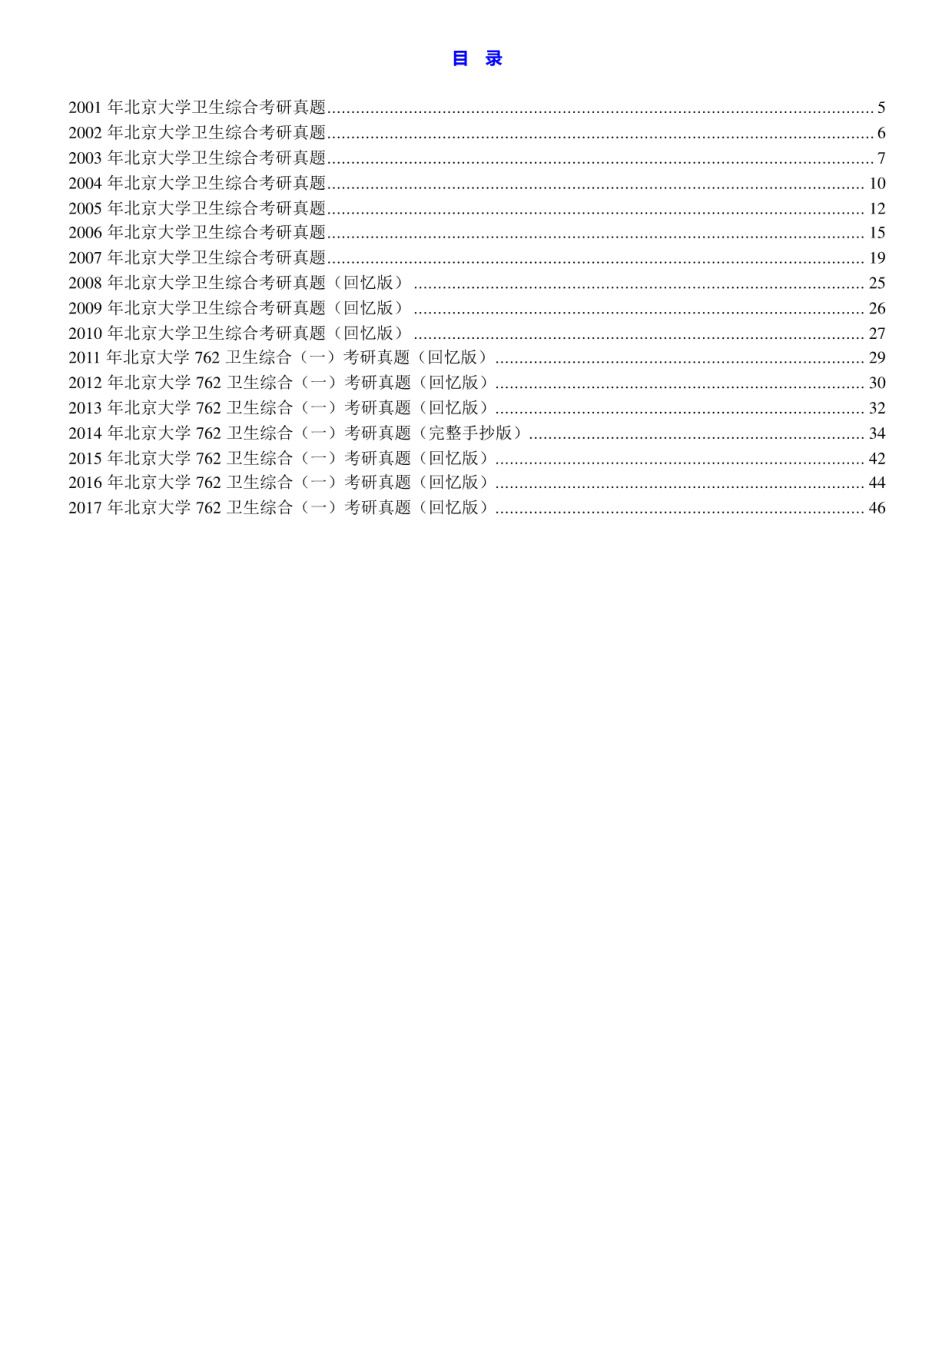 目 录
2001 年北京大学卫生综合考研真题........................................ 5
2002 年北京大学卫生综合考研真题........................................ 6
2003 年北京大学卫生综合考研真题........................................ 7
2004 年北京大学卫生综合考研真题........................................ 10
2005 年北京大学卫生综合考研真题........................................ 12
2006 年北京大学卫生综合考研真题........................................ 15
2007 年北京大学卫生综合考研真题........................................ 19
2008 年北京大学卫生综合考研真题（回忆版） ........................................ 25
2009 年北京大学卫生综合考研真题（回忆版） ........................................ 26
2010 年北京大学卫生综合考研真题（回忆版） ........................................ 27
2011 年北京大学 762 卫生综合（一）考研真题（回忆版）........................................ 29
2012 年北京大学 762 卫生综合（一）考研真题（回忆版）........................................ 30
2013 年北京大学 762 卫生综合（一）考研真题（回忆版）........................................ 32
2014 年北京大学 762 卫生综合（一）考研真题（完整手抄版）........................................ 34
2015 年北京大学 762 卫生综合（一）考研真题（回忆版）........................................ 42
2016 年北京大学 762 卫生综合（一）考研真题（回忆版）........................................ 44
2017 年北京大学 762 卫生综合（一）考研真题（回忆版）........................................ 46